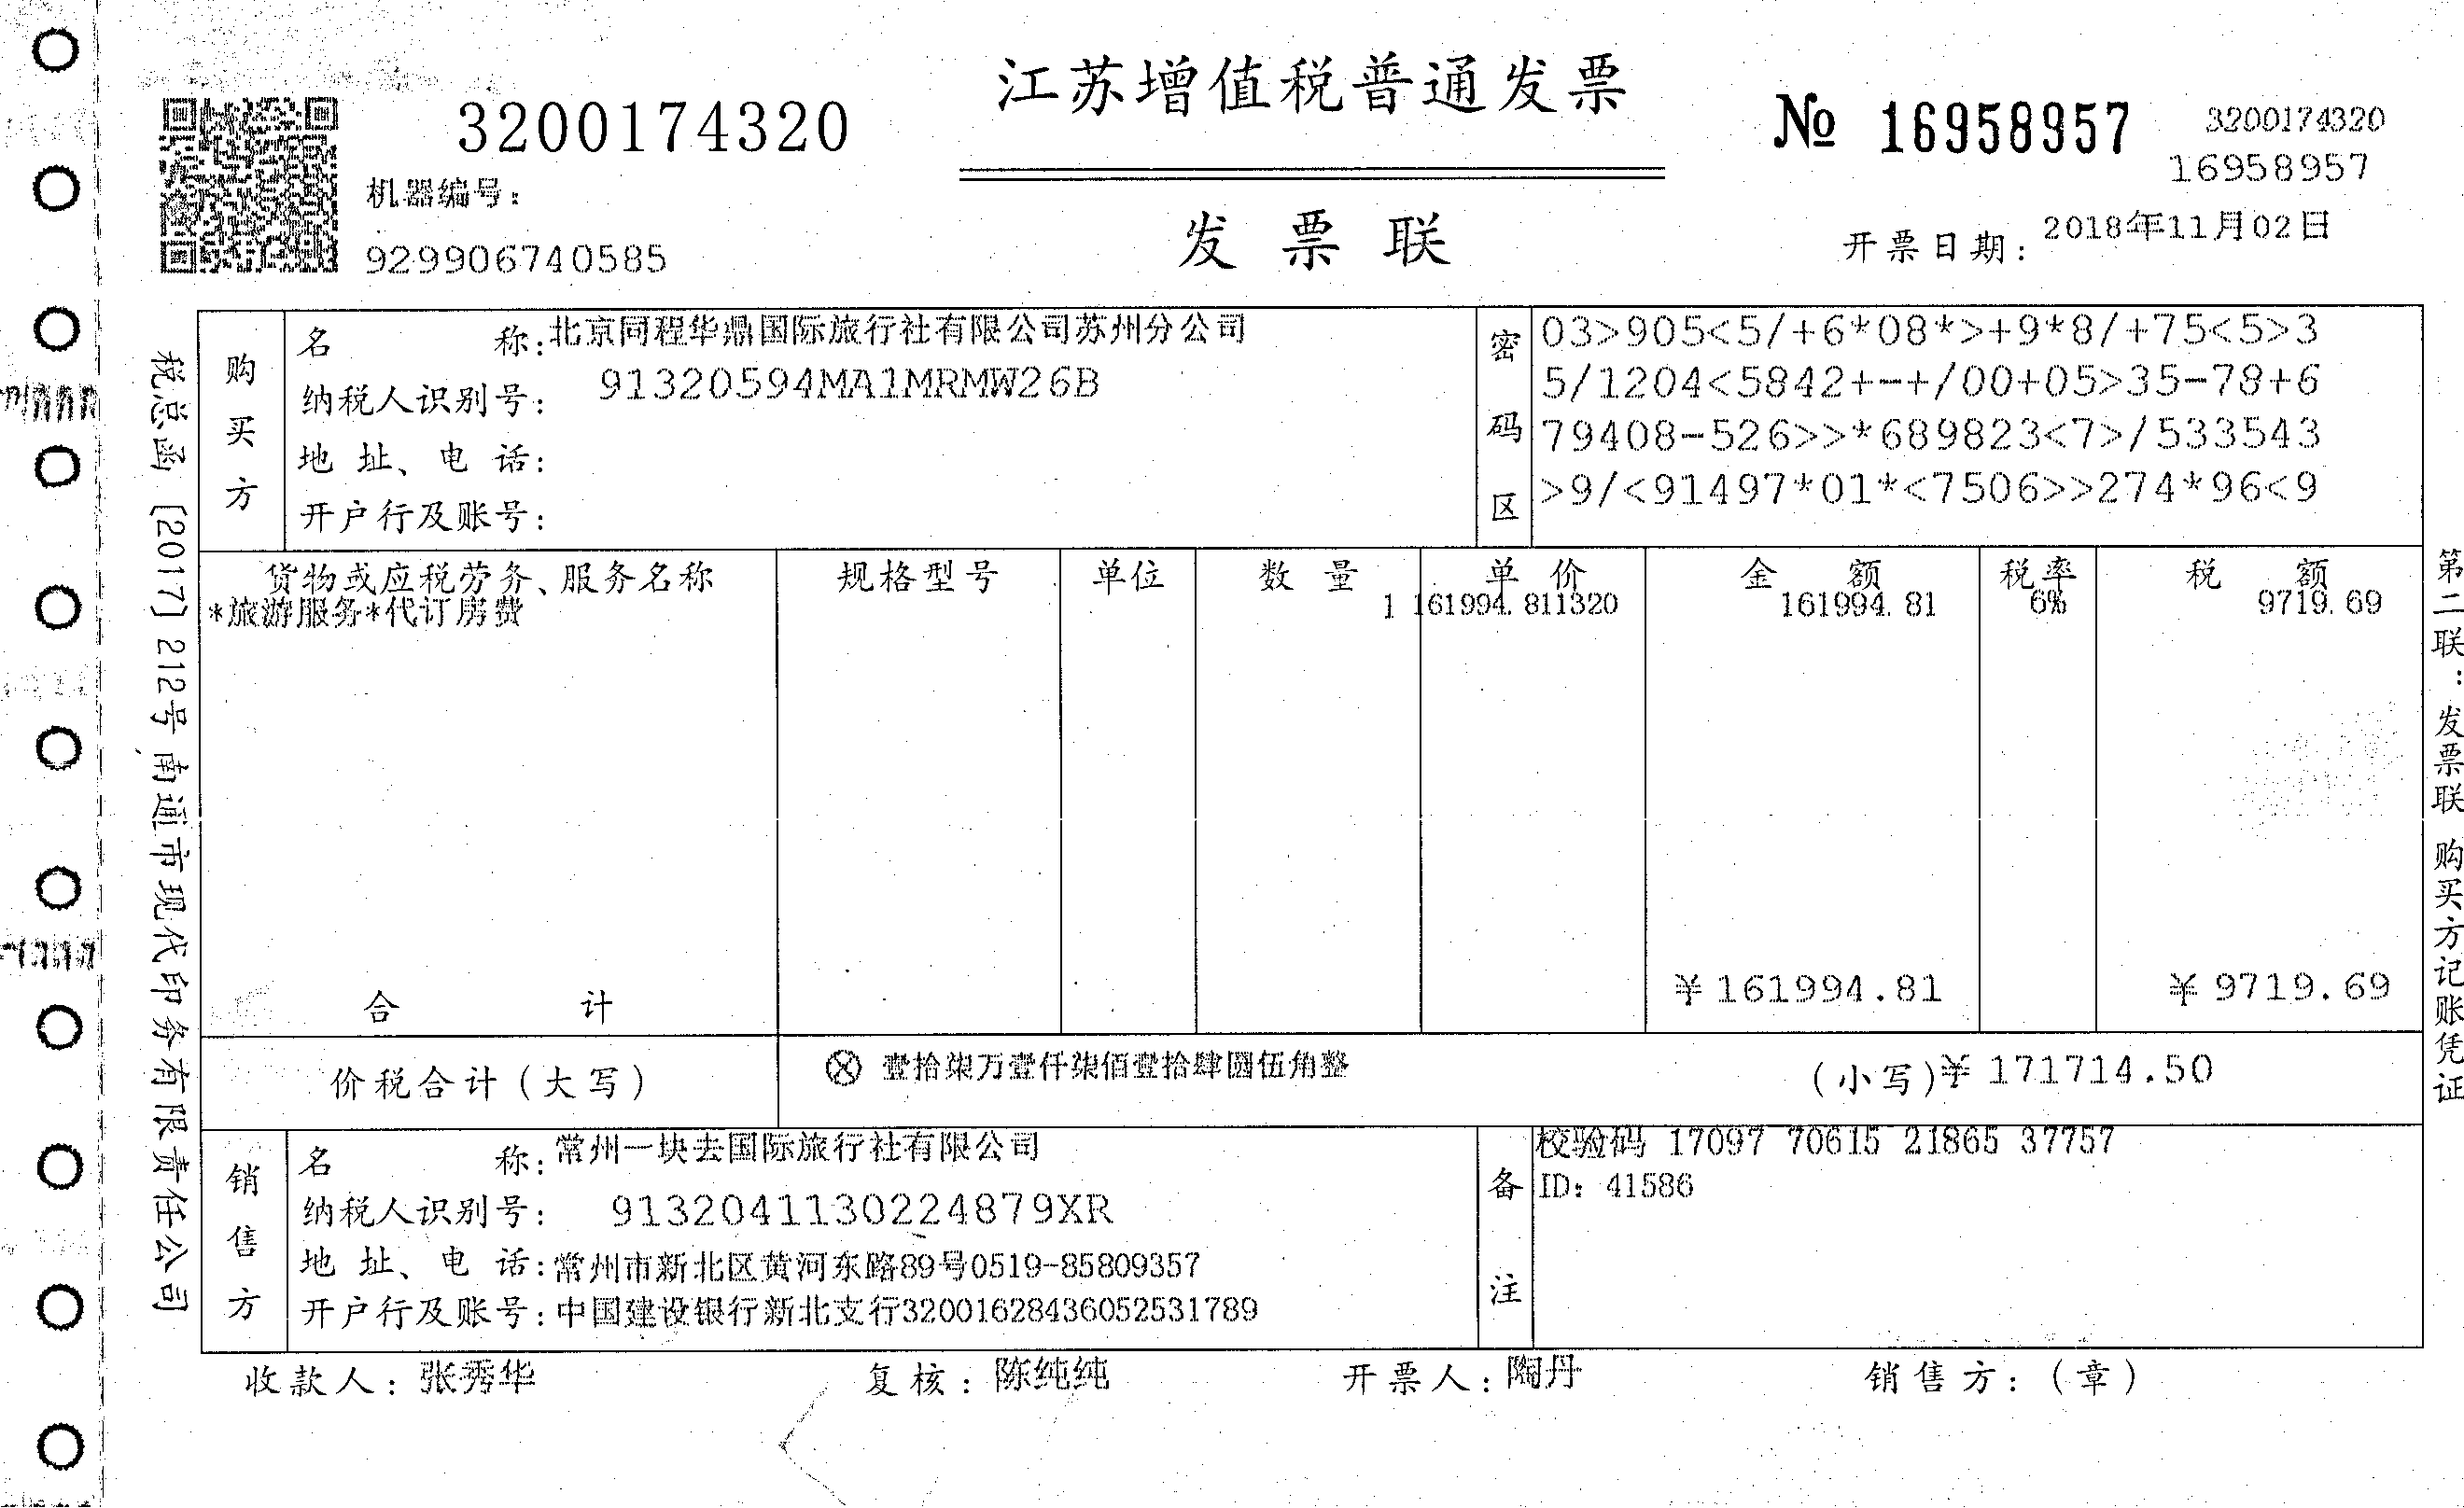 江苏增值税普通发票
3200174320
№ 16958957
3200174320
16958957
机器编号:
929906740585
发票联
开票日期: 2018年11月02日
税总函[2017]212号 南通市现代印务有限责任公司
购买方
名称: 北京同程华鼎国际旅行社有限公司苏州分公司
纳税人识别号: 91320594MA1MRMW26B
地址、电话:
开户行及账号:
密码区
03>905<5/+6*08*>+9*8/+75<5>3
5/1204<5842+-+/00+05>35-78+6
79408-526>>*689823<7>/533543
>9/<91497*01*<7506>>274*96<9
货物或应税劳务、服务名称 规格型号 单位 数量 单价 金额 税率 税额
*旅游服务*代订房费 1 161994.811320 161994.81 6% 9719.69
合计 ¥161994.81 ¥9719.69
价税合计(大写) ⊗ 壹拾柒万壹仟柒佰壹拾肆圆伍角整 (小写)¥171714.50
销售方
名称: 常州一块去国际旅行社有限公司
纳税人识别号: 9132041130224879XR
地址、电话: 常州市新北区黄河东路89号0519-85809357
开户行及账号: 中国建设银行新北支行32001628436052531789
备注
校验码 17097 70615 21865 37757
ID: 41586
收款人: 张秀华 复核: 陈纯纯 开票人: 陶丹 销售方:(章)
第二联:发票联 购买方记账凭证